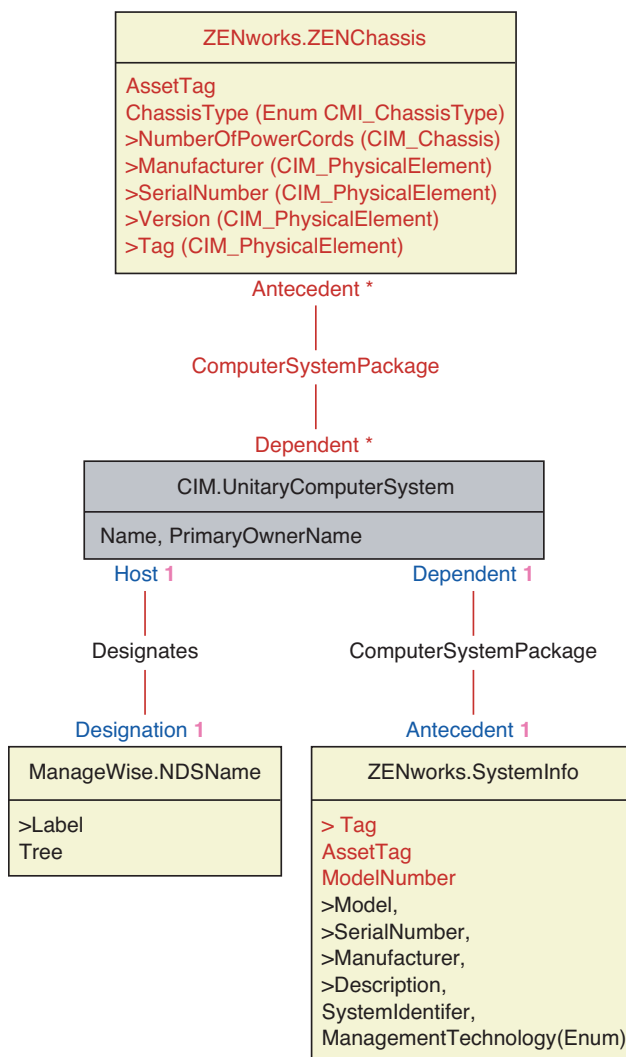 ZENworks.ZENChassis
AssetTag
ChassisType (Enum CMI_ChassisType)
>NumberOfPowerCords (CIM_Chassis)
>Manufacturer (CIM_PhysicalElement)
>SerialNumber (CIM_PhysicalElement)
>Version (CIM_PhysicalElement)
>Tag (CIM_PhysicalElement)
Antecedent *
ComputerSystemPackage
Dependent *
CIM.UnitaryComputerSystem
Name, PrimaryOwnerName
Host 1
Dependent 1
Designates
ComputerSystemPackage
Designation 1
Antecedent 1
ManageWise.NDSName
>Label
Tree
ZENworks.SystemInfo
> Tag
AssetTag
ModelNumber
>Model,
>SerialNumber,
>Manufacturer,
>Description,
SystemIdentifer,
ManagementTechnology(Enum)